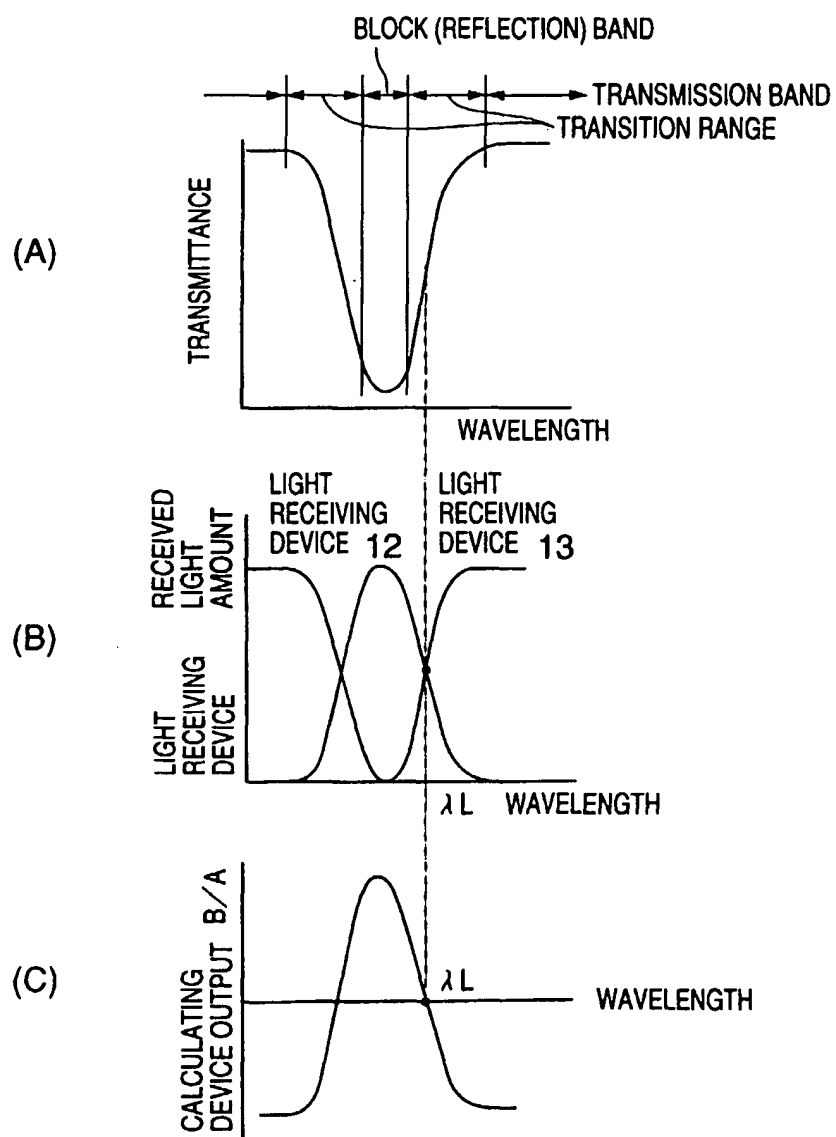 BLOCK (REFLECTION) BAND
TRANSMISSION BAND
TRANSITION RANGE
(A)
TRANSMITTANCE
WAVELENGTH
(B)
RECEIVED
LIGHT
AMOUNT
LIGHT
RECEIVING
DEVICE
LIGHT
RECEIVING
DEVICE 12
LIGHT
RECEIVING
DEVICE 13
λL
WAVELENGTH
(C)
CALCULATING
DEVICE OUTPUT B/A
λL
WAVELENGTH